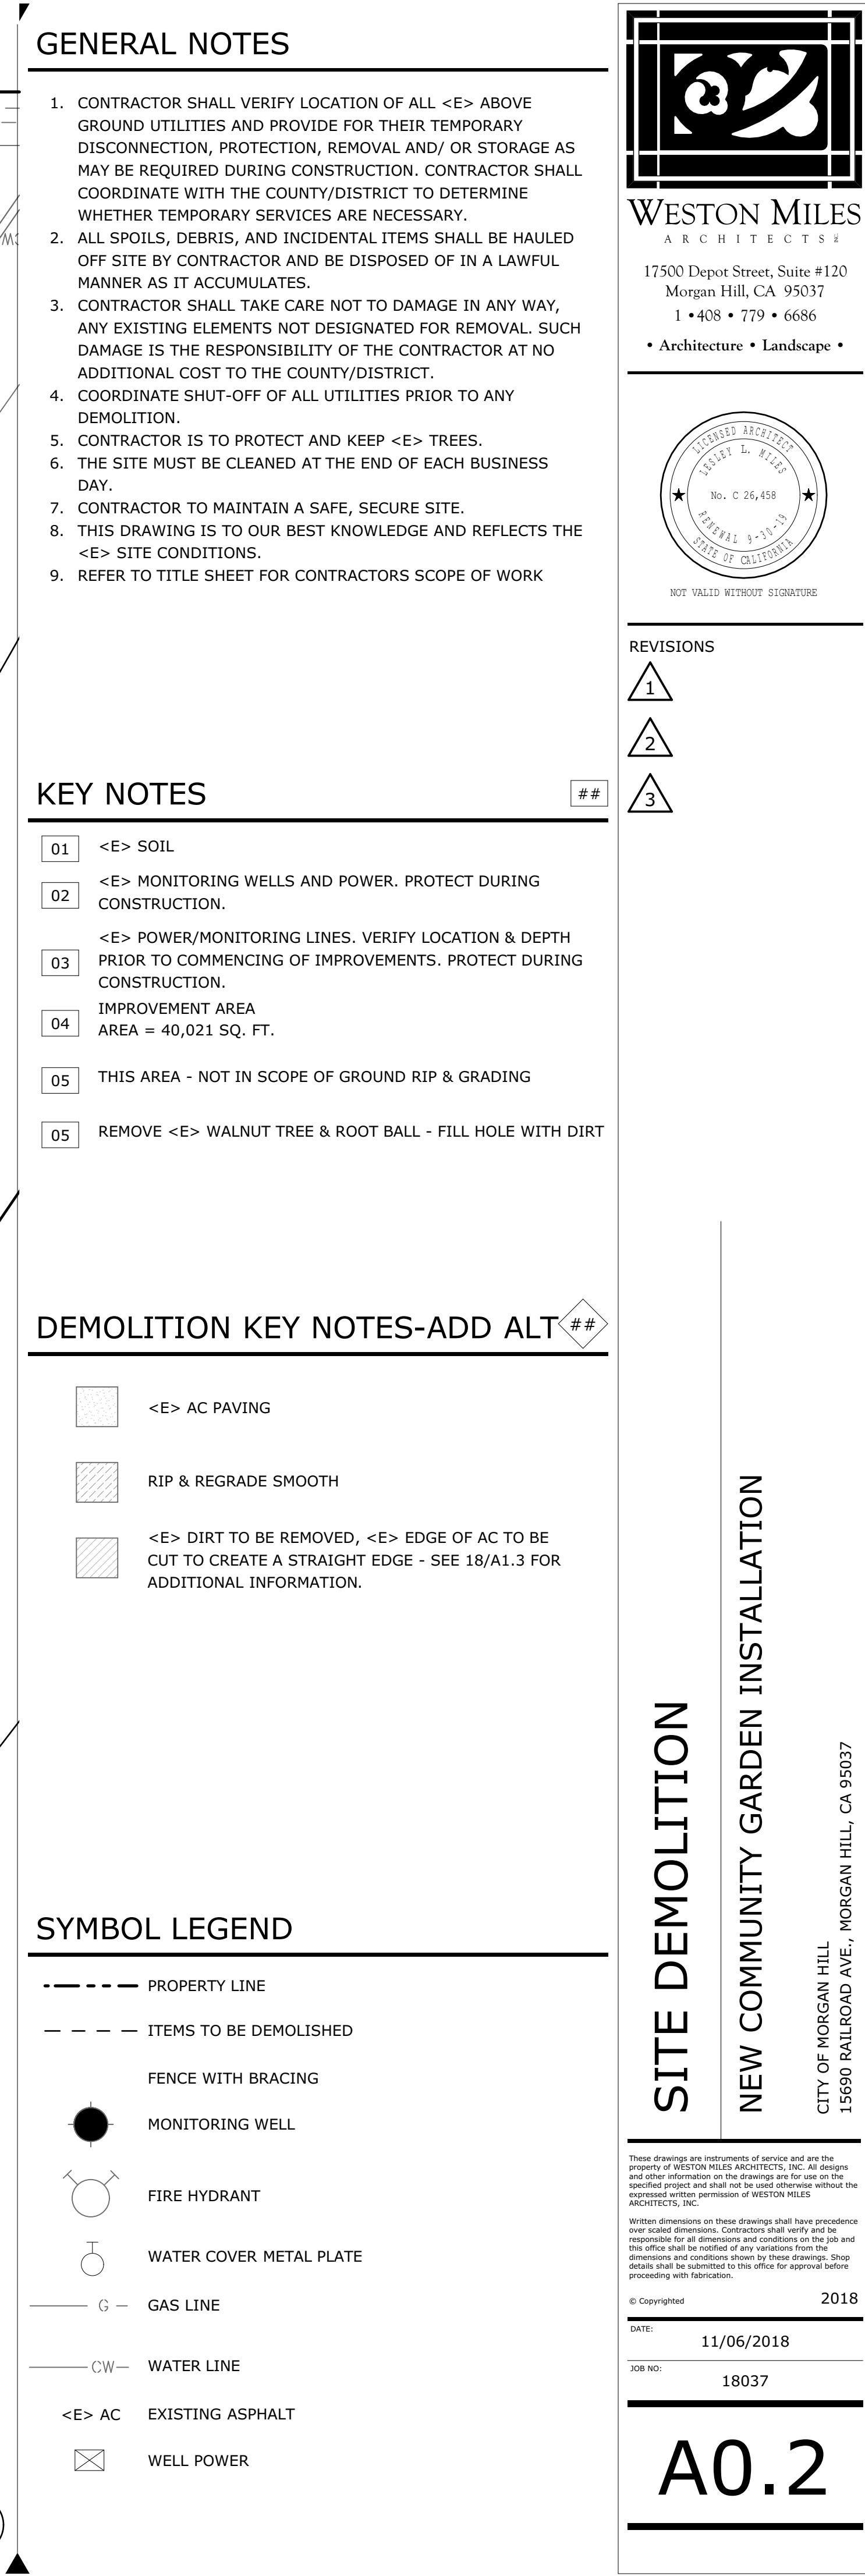 GENERAL NOTES
1. CONTRACTOR SHALL VERIFY LOCATION OF ALL <E> ABOVE
GROUND UTILITIES AND PROVIDE FOR THEIR TEMPORARY
DISCONNECTION, PROTECTION, REMOVAL AND/ OR STORAGE AS
MAY BE REQUIRED DURING CONSTRUCTION. CONTRACTOR SHALL
COORDINATE WITH THE COUNTY/DISTRICT TO DETERMINE
WHETHER TEMPORARY SERVICES ARE NECESSARY.
2. ALL SPOILS, DEBRIS, AND INCIDENTAL ITEMS SHALL BE HAULED
OFF SITE BY CONTRACTOR AND BE DISPOSED OF IN A LAWFUL
MANNER AS IT ACCUMULATES.
3. CONTRACTOR SHALL TAKE CARE NOT TO DAMAGE IN ANY WAY,
ANY EXISTING ELEMENTS NOT DESIGNATED FOR REMOVAL. SUCH
DAMAGE IS THE RESPONSIBILITY OF THE CONTRACTOR AT NO
ADDITIONAL COST TO THE COUNTY/DISTRICT.
4. COORDINATE SHUT-OFF OF ALL UTILITIES PRIOR TO ANY
DEMOLITION.
5. CONTRACTOR IS TO PROTECT AND KEEP <E> TREES.
6. THE SITE MUST BE CLEANED AT THE END OF EACH BUSINESS
DAY.
7. CONTRACTOR TO MAINTAIN A SAFE, SECURE SITE.
8. THIS DRAWING IS TO OUR BEST KNOWLEDGE AND REFLECTS THE
<E> SITE CONDITIONS.
9. REFER TO TITLE SHEET FOR CONTRACTORS SCOPE OF WORK
KEY NOTES ##
01 <E> SOIL
02 <E> MONITORING WELLS AND POWER. PROTECT DURING
CONSTRUCTION.
03 <E> POWER/MONITORING LINES. VERIFY LOCATION & DEPTH
PRIOR TO COMMENCING OF IMPROVEMENTS. PROTECT DURING
CONSTRUCTION.
04 IMPROVEMENT AREA
AREA = 40,021 SQ. FT.
05 THIS AREA - NOT IN SCOPE OF GROUND RIP & GRADING
05 REMOVE <E> WALNUT TREE & ROOT BALL - FILL HOLE WITH DIRT
DEMOLITION KEY NOTES-ADD ALT ##
<E> AC PAVING
RIP & REGRADE SMOOTH
<E> DIRT TO BE REMOVED, <E> EDGE OF AC TO BE
CUT TO CREATE A STRAIGHT EDGE - SEE 18/A1.3 FOR
ADDITIONAL INFORMATION.
SYMBOL LEGEND
PROPERTY LINE
ITEMS TO BE DEMOLISHED
FENCE WITH BRACING
MONITORING WELL
FIRE HYDRANT
WATER COVER METAL PLATE
G GAS LINE
CW WATER LINE
<E> AC EXISTING ASPHALT
WELL POWER
WESTON MILES
ARCHITECTS
17500 Depot Street, Suite #120
Morgan Hill, CA 95037
1 • 408 • 779 • 6686
• Architecture • Landscape •
LICENSED ARCHITECT
LESLEY L. MILES
No. C 26,458
RENEWAL 9-30-19
STATE OF CALIFORNIA
NOT VALID WITHOUT SIGNATURE
REVISIONS
1
2
3
SITE DEMOLITION
NEW COMMUNITY GARDEN INSTALLATION
CITY OF MORGAN HILL
15690 RAILROAD AVE., MORGAN HILL, CA 95037
These drawings are instruments of service and are the
property of WESTON MILES ARCHITECTS, INC. All designs
and other information on the drawings are for use on the
specified project and shall not be used otherwise without the
expressed written permission of WESTON MILES
ARCHITECTS, INC.
Written dimensions on these drawings shall have precedence
over scaled dimensions. Contractors shall verify and be
responsible for all dimensions and conditions on the job and
this office shall be notified of any variations from the
dimensions and conditions shown by these drawings. Shop
details shall be submitted to this office for approval before
proceeding with fabrication.
© Copyrighted 2018
DATE:
11/06/2018
JOB NO:
18037
A0.2